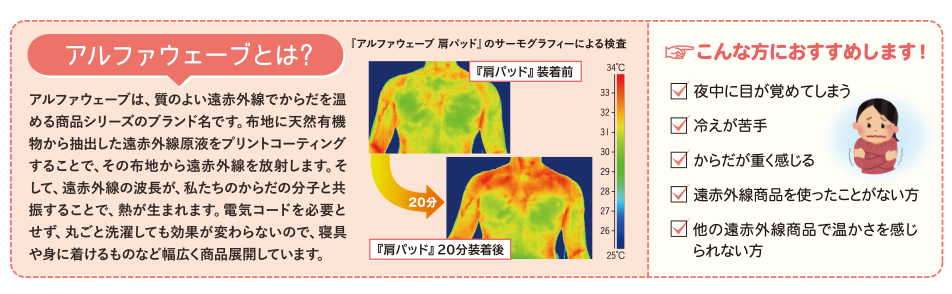 アルファウェーブとは?
アルファウェーブは、質のよい遠赤外線でからだを温
める商品シリーズのブランド名です。布地に天然有機
物から抽出した遠赤外線原液をプリントコーティング
することで、その布地から遠赤外線を放射します。そ
して、遠赤外線の波長が、私たちのからだの分子と共
振することで、熱が生まれます。電気コードを必要と
せず、丸ごと洗濯しても効果が変わらないので、寝具
や身に着けるものなど幅広く商品展開しています。
『アルファウェーブ 肩パッド』のサーモグラフィーによる検査
『肩パッド』装着前
20分
『肩パッド』20分装着後
34℃
33
32
31
30
29
28
27
26
25℃
☞こんな方におすすめします!
夜中に目が覚めてしまう
冷えが苦手
からだが重く感じる
遠赤外線商品を使ったことがない方
他の遠赤外線商品で温かさを感じ
られない方